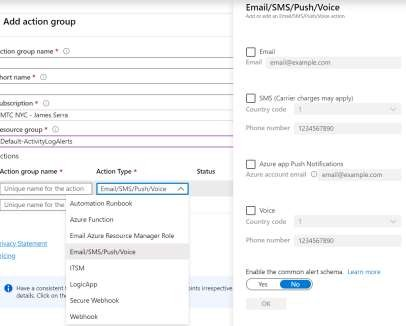 Add action group
ction group name * 
hort name *
ubscription *
MTC NYC - James Serra
esource group *
Default-ActivityLogAlerts
ctions
Action group name *
Action Type *
Status
Unique name for the action
Email/SMS/Push/Voice
Unique name for the
Automation Runbook
Azure Function
Email Azure Resource Manager Role
Email/SMS/Push/Voice
ITSM
LogicApp
Secure Webhook
Webhook
ivacy Statement
icing
Have a consistent
points irrespective
details. Click on the
Email/SMS/Push/Voice
Add or edit an Email/SMS/Push/Voice action
Email
Email
email@example.com
SMS (Carrier charges may apply)
Country code
1
Phone number
1234567890
Azure app Push Notifications
Azure account email
email@example.com
Voice
Country code
1
Phone number
1234567890
Enable the common alert schema. Learn more
Yes
No
OK